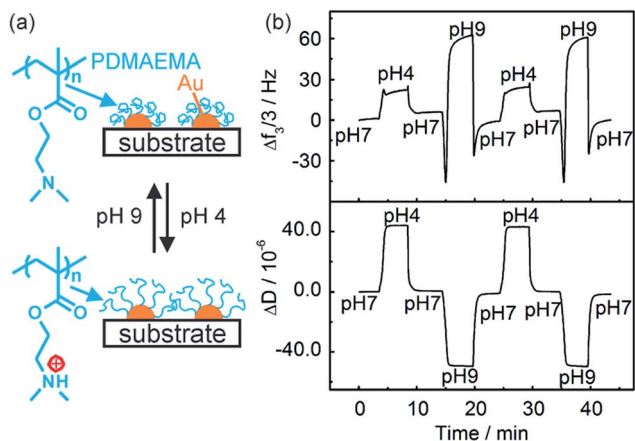 (a)
n
PDMAEMA
Au
O
O
N
substrate
pH 9
pH 4
n
O
O
⊕
NH
substrate
(b)
Δf₃/3 / Hz
60
30
0
-30
pH7
pH4
pH7
pH9
pH7
pH4
pH7
pH9
pH7
ΔD / 10⁻⁶
40.0
0.0
-40.0
pH7
pH4
pH7
pH9
pH7
pH4
pH7
pH9
pH7
0
10
20
30
40
Time / min